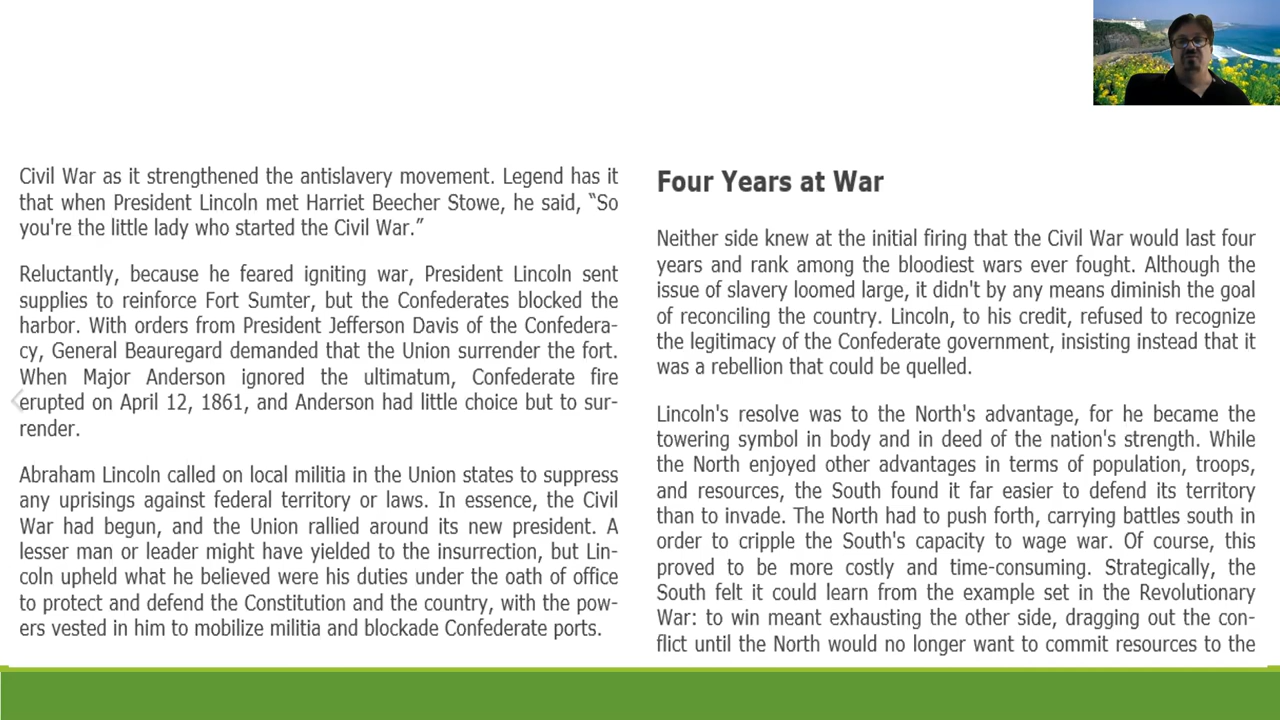 Civil War as it strengthened the antislavery movement. Legend has it
that when President Lincoln met Harriet Beecher Stowe, he said, “So
you're the little lady who started the Civil War.”
Reluctantly, because he feared igniting war, President Lincoln sent
supplies to reinforce Fort Sumter, but the Confederates blocked the
harbor. With orders from President Jefferson Davis of the Confedera-
cy, General Beauregard demanded that the Union surrender the fort.
When Major Anderson ignored the ultimatum, Confederate fire
erupted on April 12, 1861, and Anderson had little choice but to sur-
render.
Abraham Lincoln called on local militia in the Union states to suppress
any uprisings against federal territory or laws. In essence, the Civil
War had begun, and the Union rallied around its new president. A
lesser man or leader might have yielded to the insurrection, but Lin-
coln upheld what he believed were his duties under the oath of office
to protect and defend the Constitution and the country, with the pow-
ers vested in him to mobilize militia and blockade Confederate ports.
Four Years at War
Neither side knew at the initial firing that the Civil War would last four
years and rank among the bloodiest wars ever fought. Although the
issue of slavery loomed large, it didn't by any means diminish the goal
of reconciling the country. Lincoln, to his credit, refused to recognize
the legitimacy of the Confederate government, insisting instead that it
was a rebellion that could be quelled.
Lincoln's resolve was to the North's advantage, for he became the
towering symbol in body and in deed of the nation's strength. While
the North enjoyed other advantages in terms of population, troops,
and resources, the South found it far easier to defend its territory
than to invade. The North had to push forth, carrying battles south in
order to cripple the South's capacity to wage war. Of course, this
proved to be more costly and time-consuming. Strategically, the
South felt it could learn from the example set in the Revolutionary
War: to win meant exhausting the other side, dragging out the con-
flict until the North would no longer want to commit resources to the